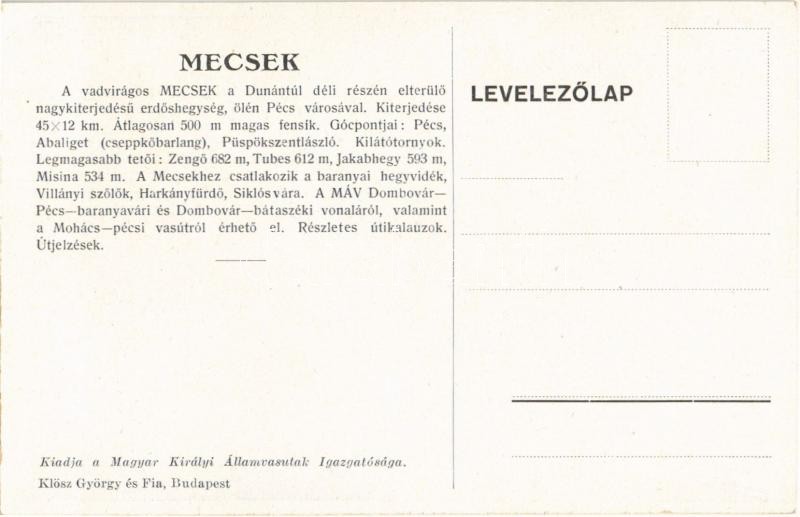 MECSEK
A vadvirágos MECSEK a Dunántúl déli részén elterülő
nagykiterjedésű erdőshegység, ölén Pécs városával. Kiterjedése
45×12 km. Átlagosan 500 m magas fensík. Gócpontjai: Pécs,
Abaliget (cseppkőbarlang), Püspökszentlászló. Kilátótornyok.
Legmagasabb tetői: Zengő 682 m, Tubes 612 m, Jakabhegy 593 m,
Misina 534 m. A Mecsekhez csatlakozik a baranyai hegyvidék,
Villányi szőlők, Harkányfürdő, Siklósvára. A MÁV Dombovár—
Pécs—baranyavári és Dombovár—bátaszéki vonaláról, valamint
a Mohács—pécsi vasútról érhető el. Részletes útikalauzok.
Útjelzések.
Kiadja a Magyar Királyi Államvasutak Igazgatósága.
Klösz György és Fia, Budapest
LEVELEZŐLAP